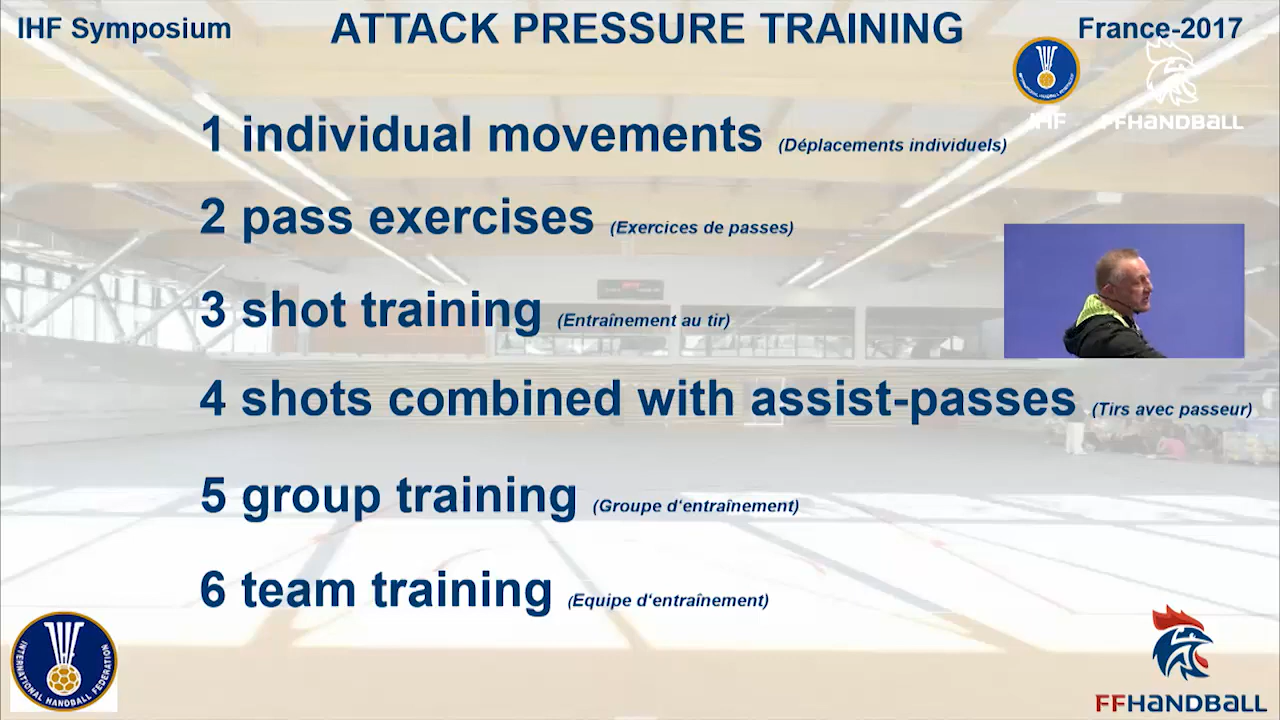 IHF Symposium
ATTACK PRESSURE TRAINING
France-2017
IHF
FFHANDBALL
1 individual movements (Déplacements individuels)
2 pass exercises (Exercices de passes)
3 shot training (Entraînement au tir)
4 shots combined with assist-passes (Tirs avec passeur)
5 group training (Groupe d‘entraînement)
6 team training (Equipe d‘entraînement)
INTERNATIONAL HANDBALL FEDERATION
FFHANDBALL